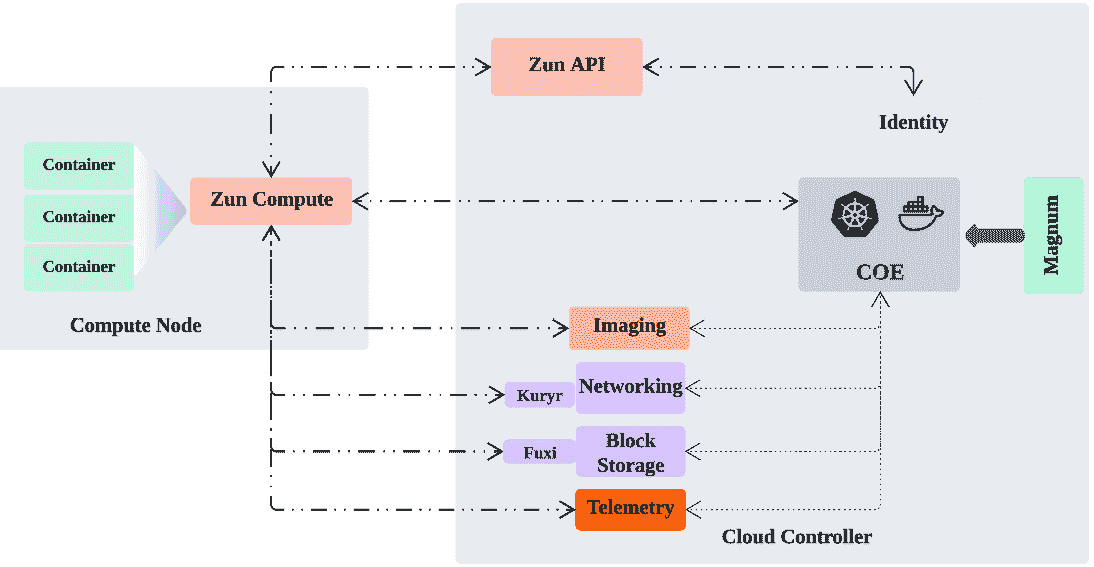 Zun API
Identity
Container
Container
Container
Zun Compute
Compute Node
COE
Magnum
Imaging
Kuryr
Networking
Fuxi
Block
Storage
Telemetry
Cloud Controller